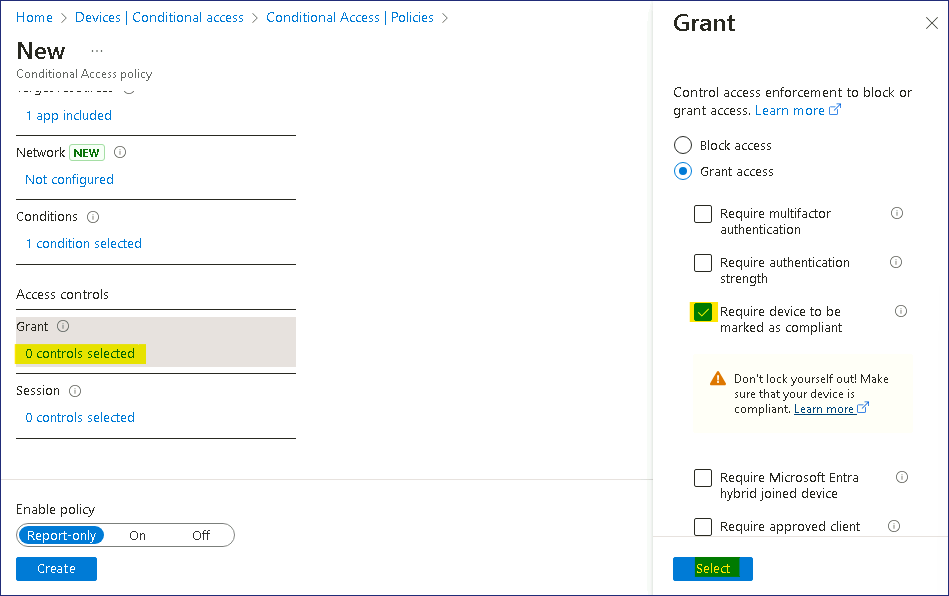 Home > Devices | Conditional access > Conditional Access | Policies >
New ...
Conditional Access policy
1 app included
Network NEW
Not configured
Conditions
1 condition selected
Access controls
Grant
0 controls selected
Session
0 controls selected
Enable policy
Report-only On Off
Create
Grant
Control access enforcement to block or
grant access. Learn more
Block access
Grant access
Require multifactor
authentication
Require authentication
strength
Require device to be
marked as compliant
Don't lock yourself out! Make
sure that your device is
compliant. Learn more
Require Microsoft Entra
hybrid joined device
Require approved client
Select